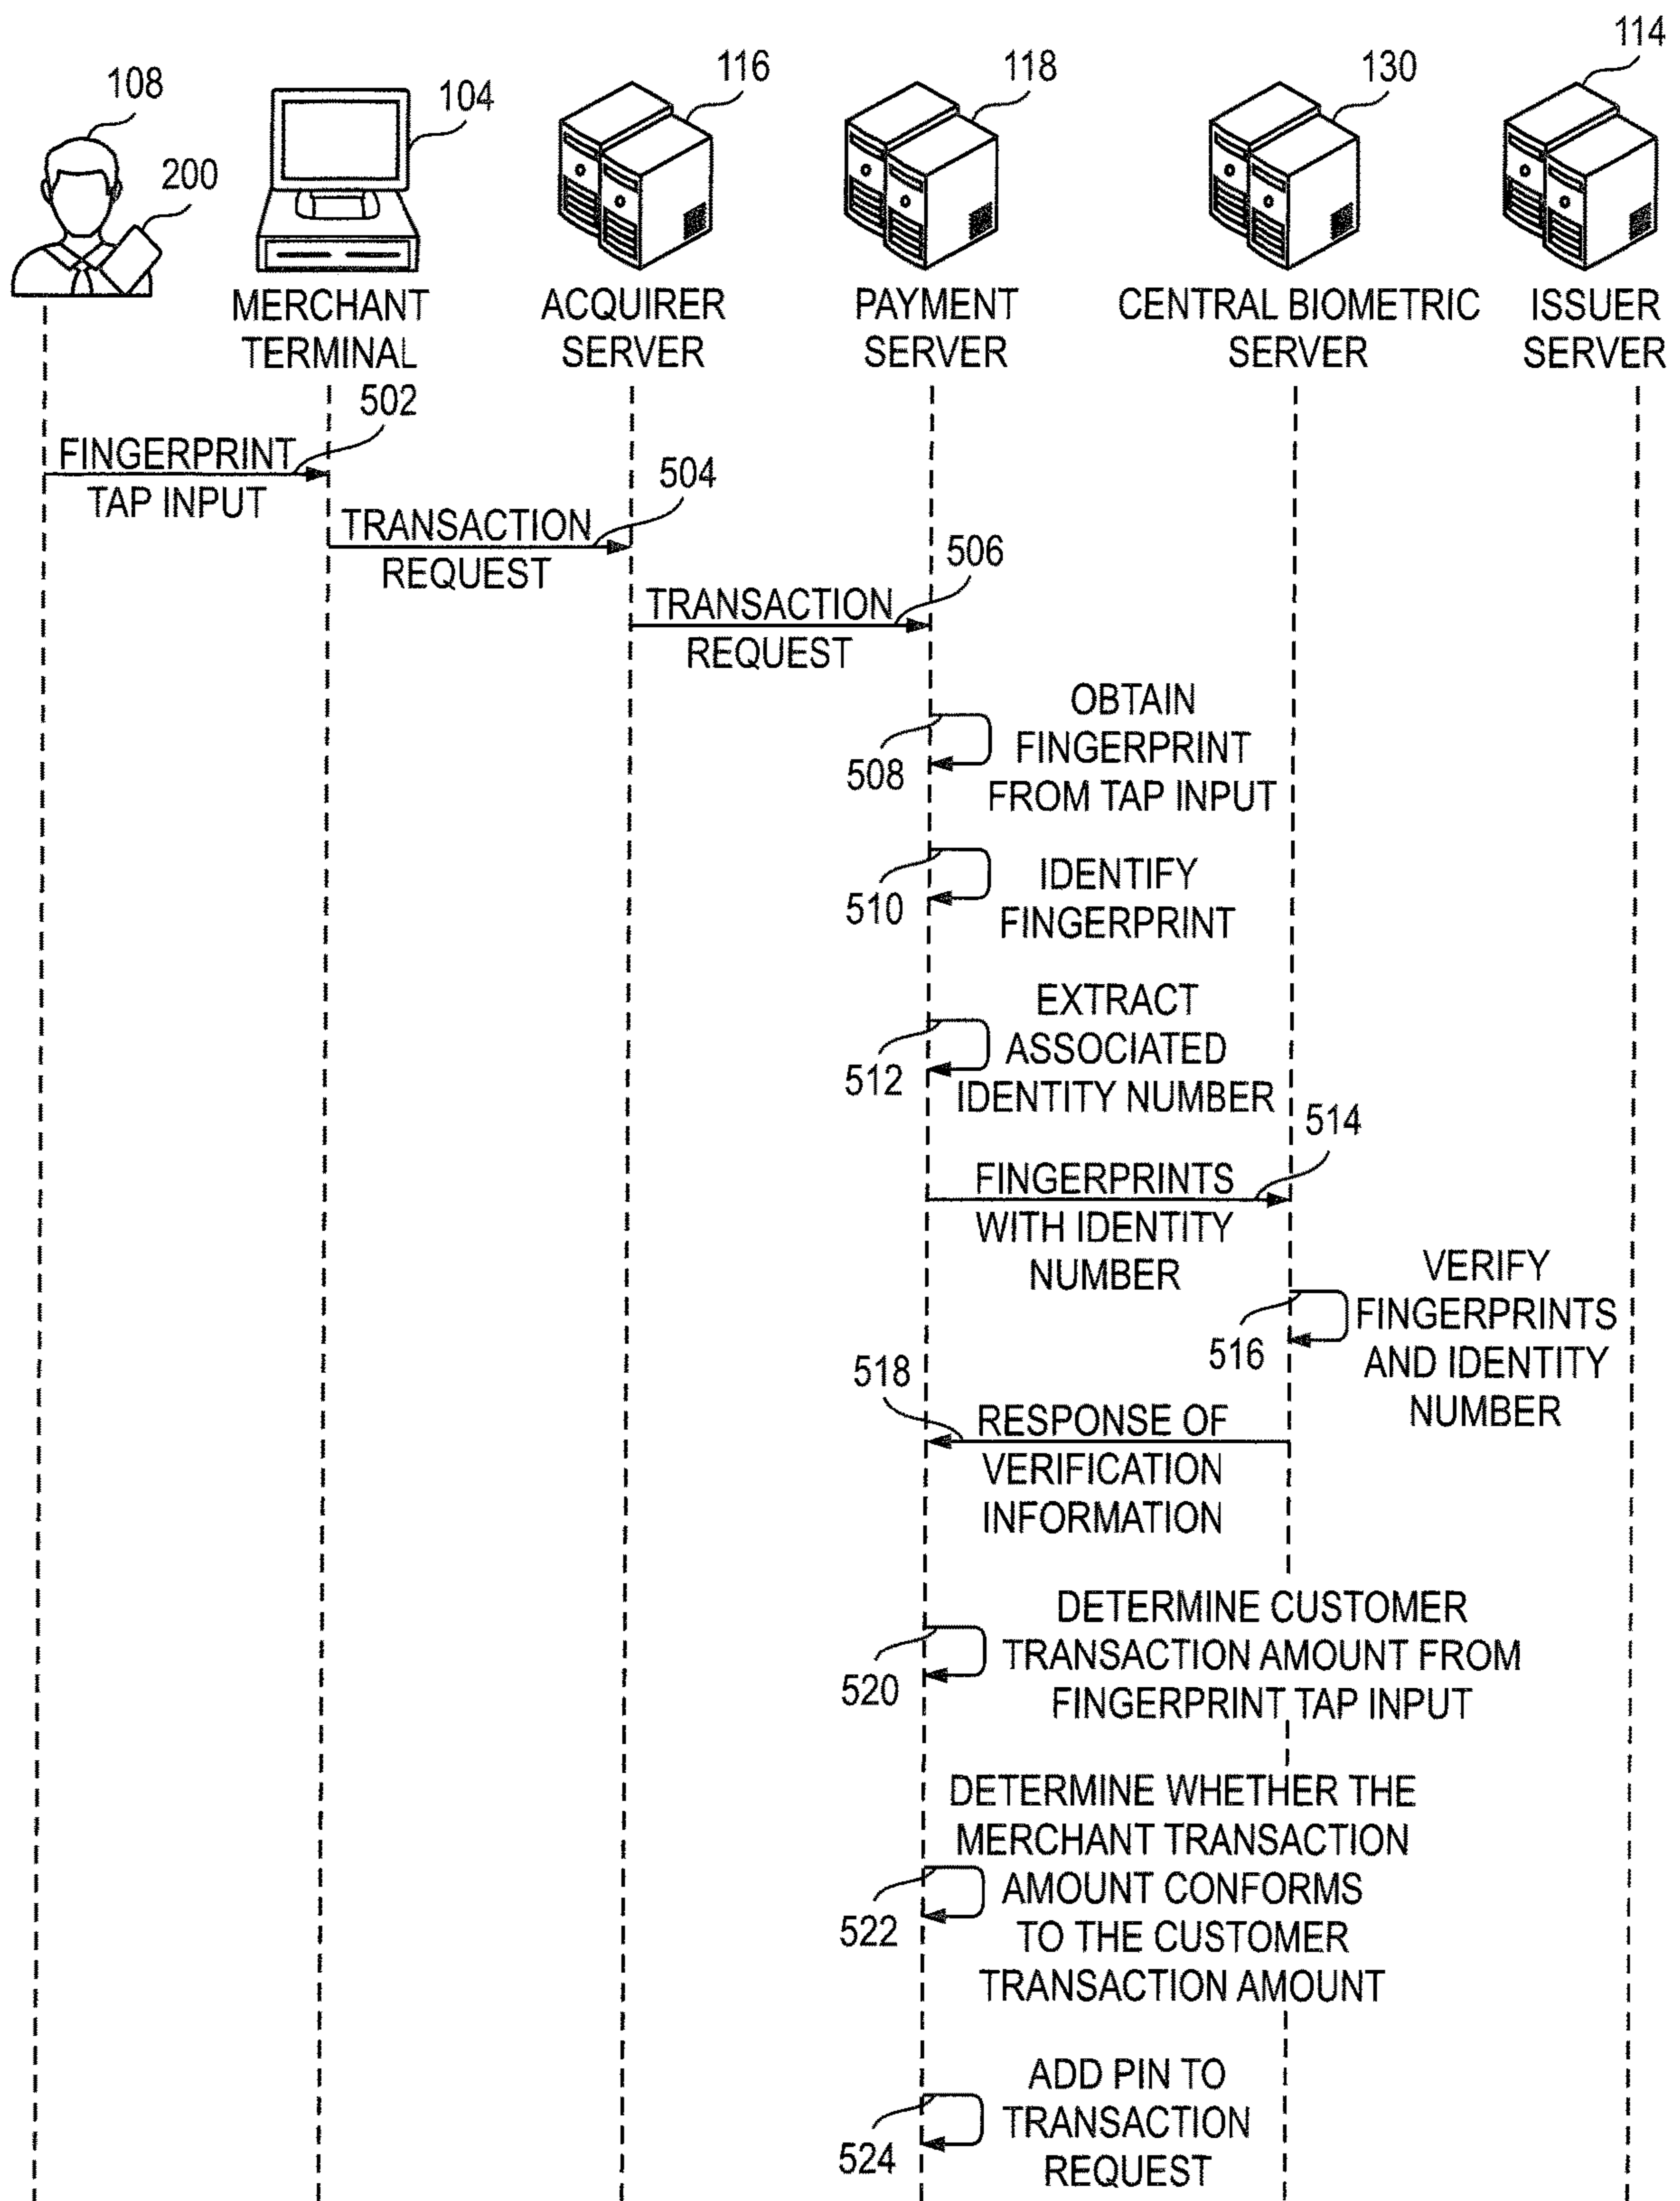 108
200
104
116
118
130
114
MERCHANT
TERMINAL
ACQUIRER
SERVER
PAYMENT
SERVER
CENTRAL BIOMETRIC
SERVER
ISSUER
SERVER
502
FINGERPRINT
TAP INPUT
504
TRANSACTION
REQUEST
506
TRANSACTION
REQUEST
508
OBTAIN
FINGERPRINT
FROM TAP INPUT
510
IDENTIFY
FINGERPRINT
512
EXTRACT
ASSOCIATED
IDENTITY NUMBER
514
FINGERPRINTS
WITH IDENTITY
NUMBER
516
VERIFY
FINGERPRINTS
AND IDENTITY
NUMBER
518
RESPONSE OF
VERIFICATION
INFORMATION
520
DETERMINE CUSTOMER
TRANSACTION AMOUNT FROM
FINGERPRINT TAP INPUT
522
DETERMINE WHETHER THE
MERCHANT TRANSACTION
AMOUNT CONFORMS
TO THE CUSTOMER
TRANSACTION AMOUNT
524
ADD PIN TO
TRANSACTION
REQUEST